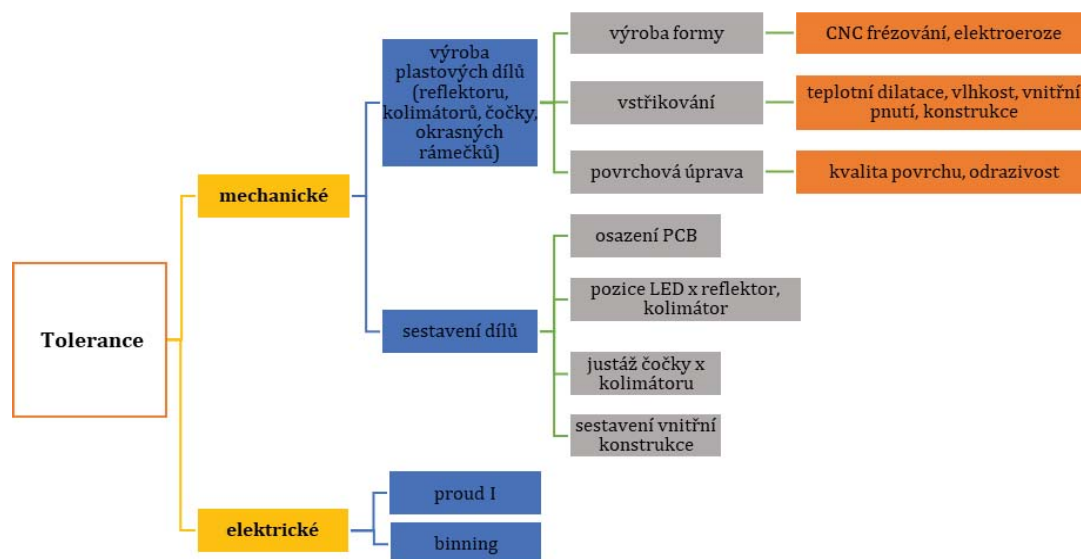 Tolerance
mechanické
výroba
plastových dílů
(reflektoru,
kolimátorů, čočky,
okrasných
rámečků)
výroba formy
CNC frézování, elektroeroze
vstřikování
teplotní dilatace, vlhkost, vnitřní
pnutí, konstrukce
povrchová úprava
kvalita povrchu, odrazivost
sestavení dílů
osazení PCB
pozice LED x reflektor,
kolimátor
justáž čočky x
kolimátoru
sestavení vnitřní
konstrukce
elektrické
proud I
binning